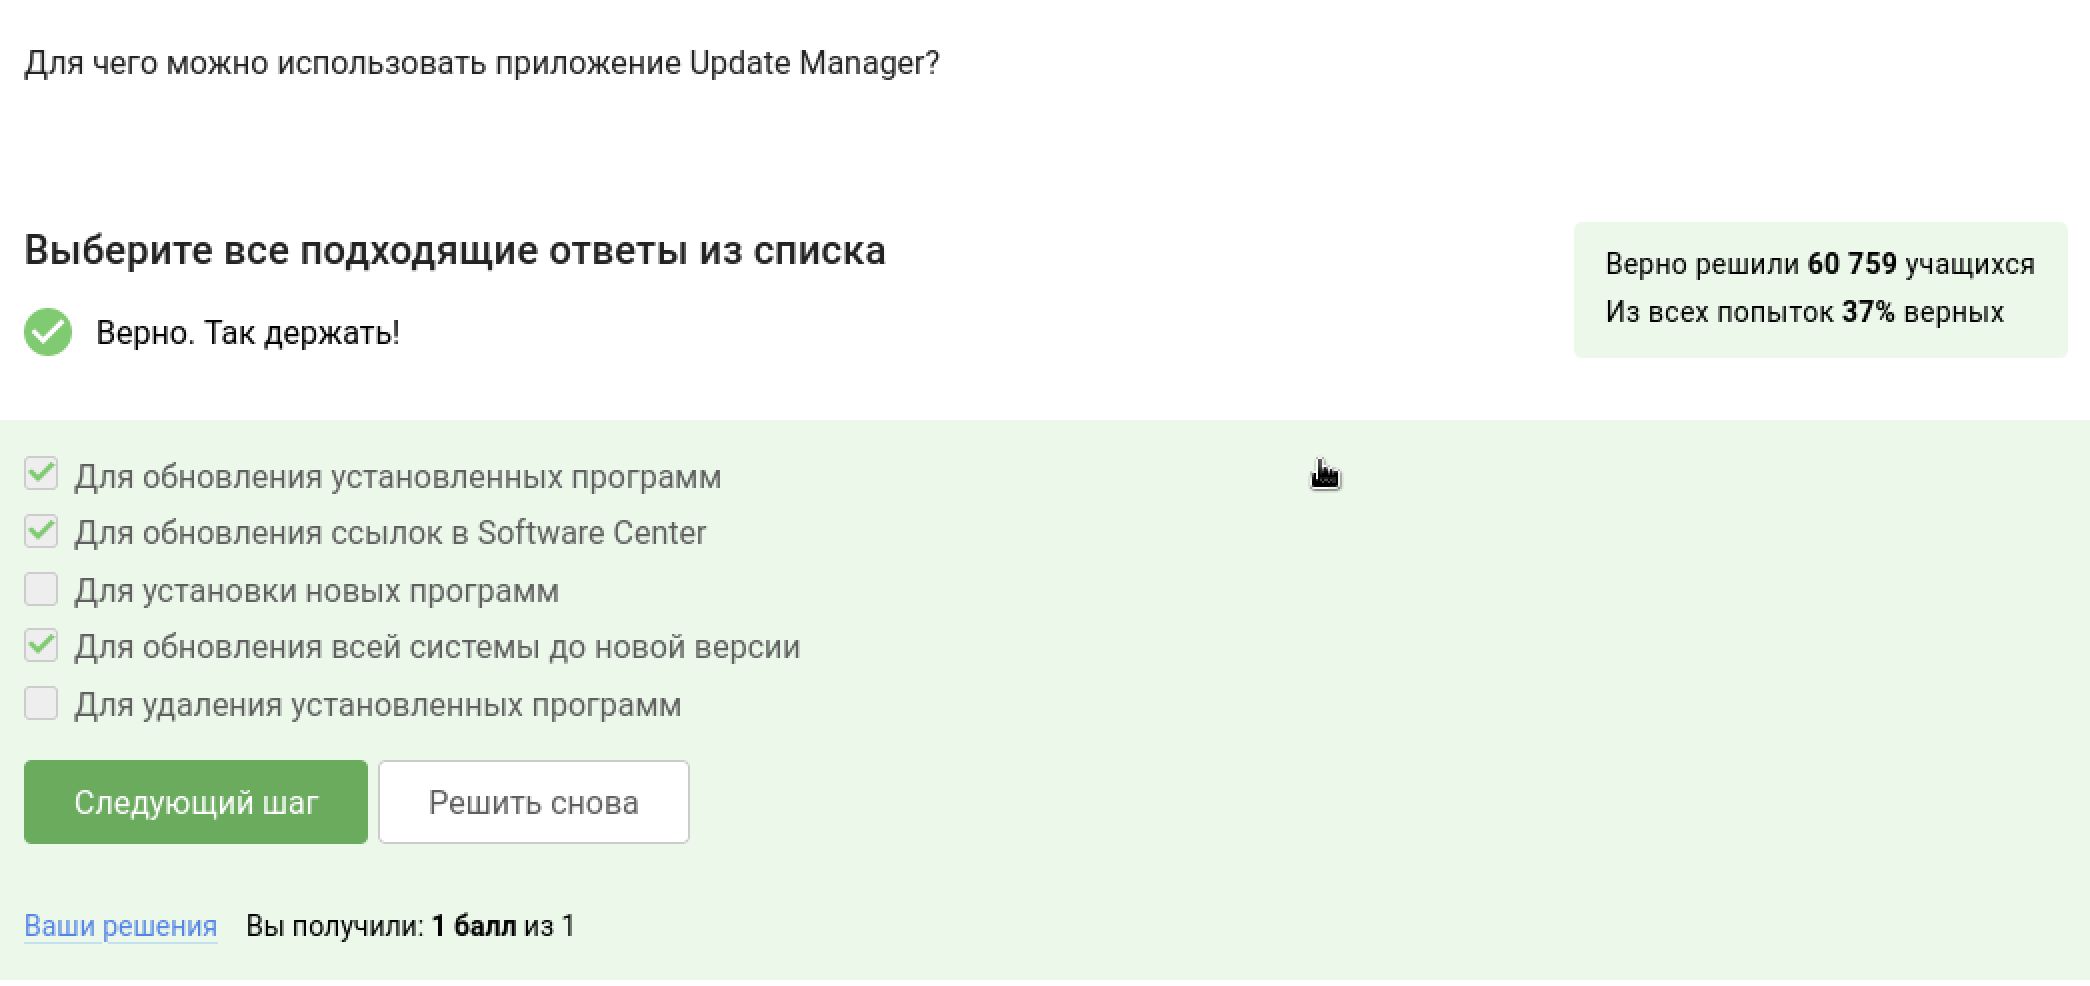 Для чего можно использовать приложение Update Manager?
Выберите все подходящие ответы из списка
Верно. Так держать!
Верно решили 60 759 учащихся
Из всех попыток 37% верных
Для обновления установленных программ
Для обновления ссылок в Software Center
Для установки новых программ
Для обновления всей системы до новой версии
Для удаления установленных программ
Следующий шаг
Решить снова
Ваши решения Вы получили: 1 балл из 1